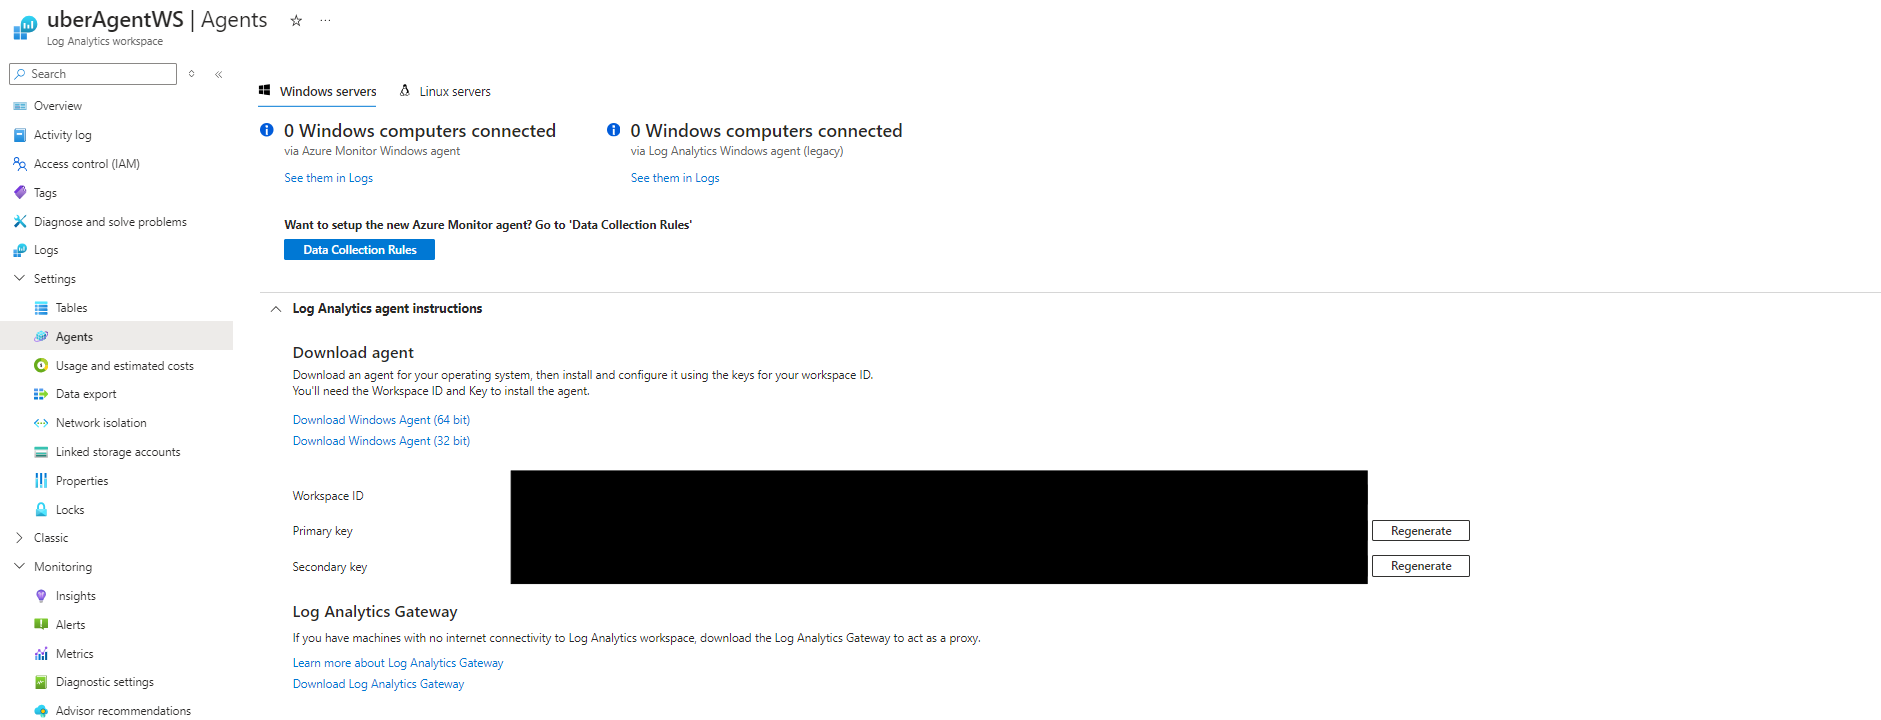 uberAgentWS | Agents
Log Analytics workspace
Search
Overview
Activity log
Access control (IAM)
Tags
Diagnose and solve problems
Logs
Settings
Tables
Agents
Usage and estimated costs
Data export
Network isolation
Linked storage accounts
Properties
Locks
Classic
Monitoring
Insights
Alerts
Metrics
Diagnostic settings
Advisor recommendations
Windows servers
Linux servers
0 Windows computers connected
via Azure Monitor Windows agent
See them in Logs
0 Windows computers connected
via Log Analytics Windows agent (legacy)
See them in Logs
Want to setup the new Azure Monitor agent? Go to 'Data Collection Rules'
Data Collection Rules
Log Analytics agent instructions
Download agent
Download an agent for your operating system, then install and configure it using the keys for your workspace ID.
You'll need the Workspace ID and Key to install the agent.
Download Windows Agent (64 bit)
Download Windows Agent (32 bit)
Workspace ID
Primary key
Regenerate
Secondary key
Regenerate
Log Analytics Gateway
If you have machines with no internet connectivity to Log Analytics workspace, download the Log Analytics Gateway to act as a proxy.
Learn more about Log Analytics Gateway
Download Log Analytics Gateway